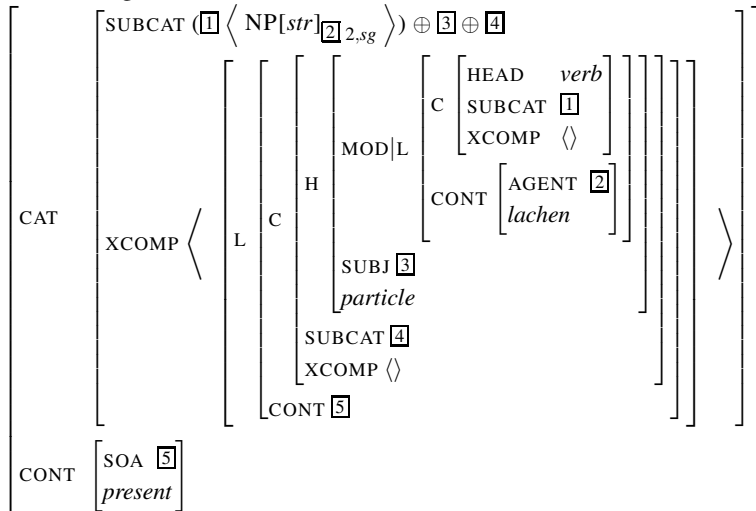 SUBCAT (1 ⟨ NP[str]2 2,sg ⟩) ⊕ 3 ⊕ 4
HEAD verb
C SUBCAT 1
XCOMP ⟨⟩
MOD|L
H
AGENT 2
CONT
lachen
CAT C
XCOMP ⟨ L ⟩
SUBJ 3
particle
SUBCAT 4
XCOMP ⟨⟩
CONT 5
SOA 5
CONT
present